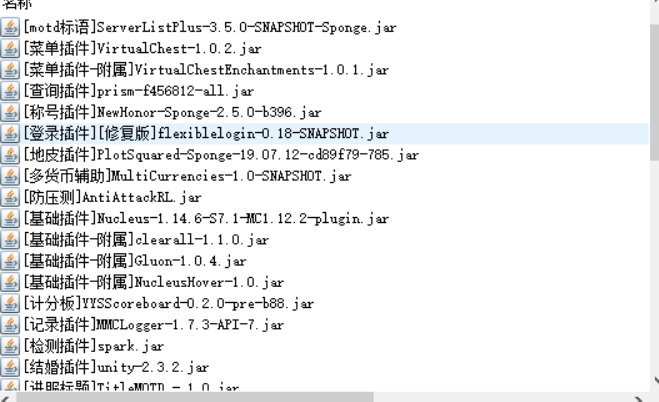 名称
[motd标语]ServerListPlus-3.5.0-SNAPSHOT-Sponge.jar
[菜单插件]VirtualChest-1.0.2.jar
[菜单插件-附属]VirtualChestEnchantments-1.0.1.jar
[查询插件]prism-f456812-all.jar
[称号插件]NewHonor-Sponge-2.5.0-b396.jar
[登录插件][修复版]flexiblelogin-0.18-SNAPSHOT.jar
[地皮插件]PlotSquared-Sponge-19.07.12-cd89f79-785.jar
[多货币辅助]MultiCurrencies-1.0-SNAPSHOT.jar
[防压测]AntiAttackRL.jar
[基础插件]Nucleus-1.14.6-S7.1-MC1.12.2-plugin.jar
[基础插件-附属]clearall-1.1.0.jar
[基础插件-附属]Gluon-1.0.4.jar
[基础插件-附属]NucleusHover-1.0.jar
[计分板]YYSScoreboard-0.2.0-pre-b88.jar
[记录插件]MMCLogger-1.7.3-API-7.jar
[检测插件]spark.jar
[结婚插件]unity-2.3.2.jar
[进服标题]TitleMOTD - 1.0.jar